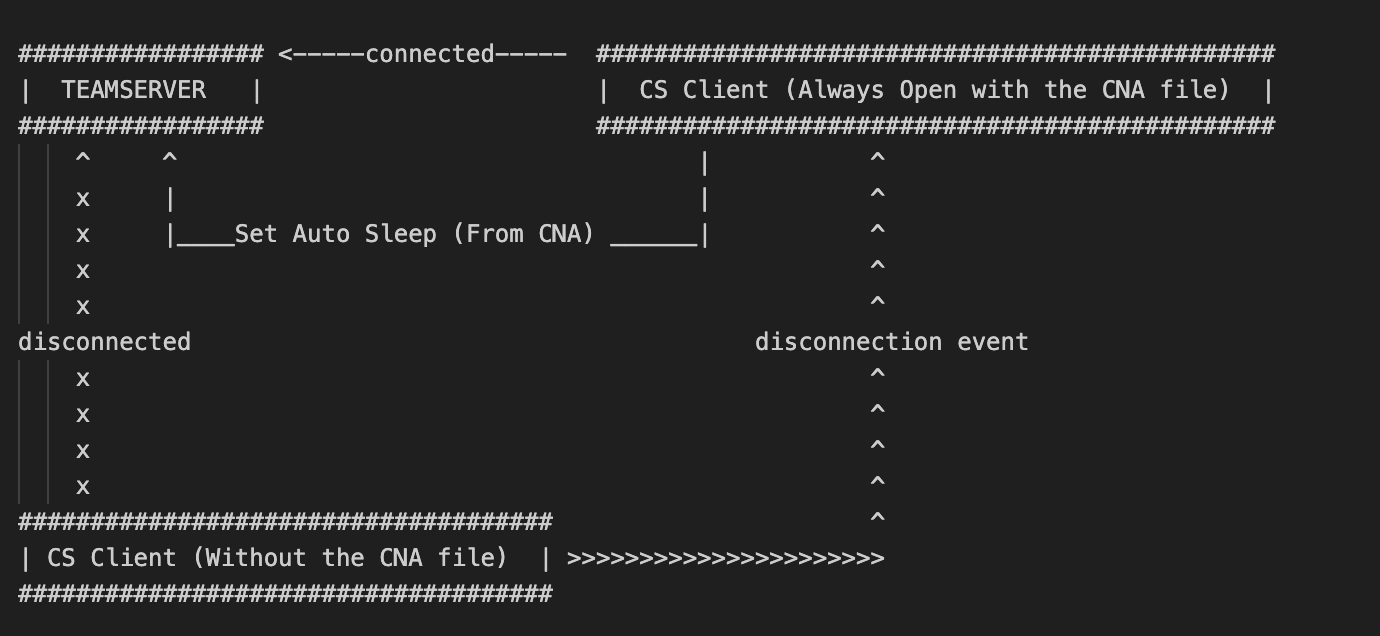 ################# <-----connected----- ###############################################
| TEAMSERVER | | CS Client (Always Open with the CNA file) |
################# ###############################################
^ ^ | ^
x | | ^
x |____Set Auto Sleep (From CNA) ______| ^
x ^
x ^
disconnected disconnection event
x ^
x ^
x ^
x ^
##################################### ^
| CS Client (Without the CNA file) | >>>>>>>>>>>>>>>>>>>>>>
#####################################